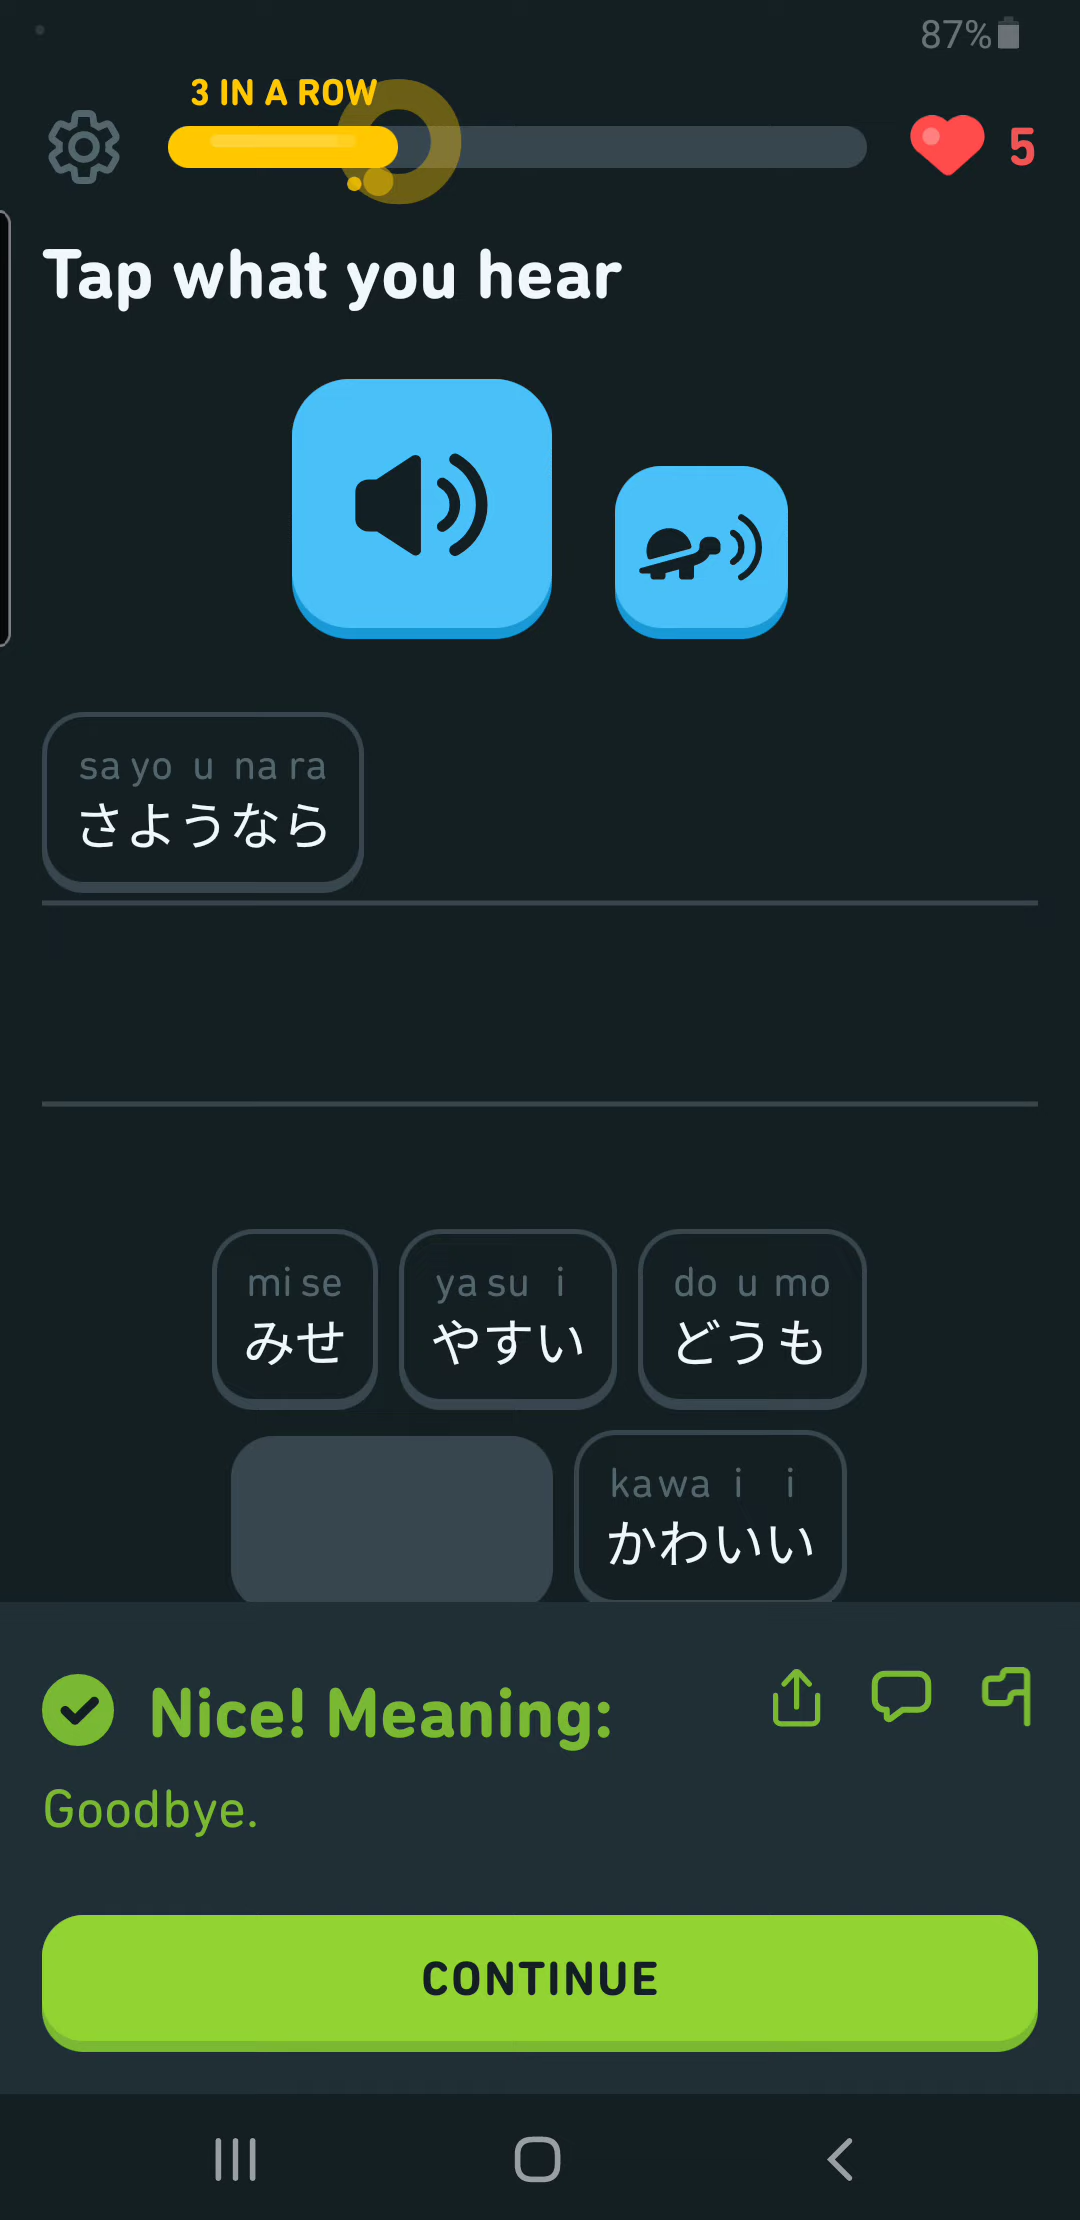 87%
3 IN A ROW
5
Tap what you hear
sa yo u na ra
さようなら
mi se ya su i do u mo
みせ やすい どうも
ka wa i i
かわいい
Nice! Meaning:
Goodbye.
CONTINUE